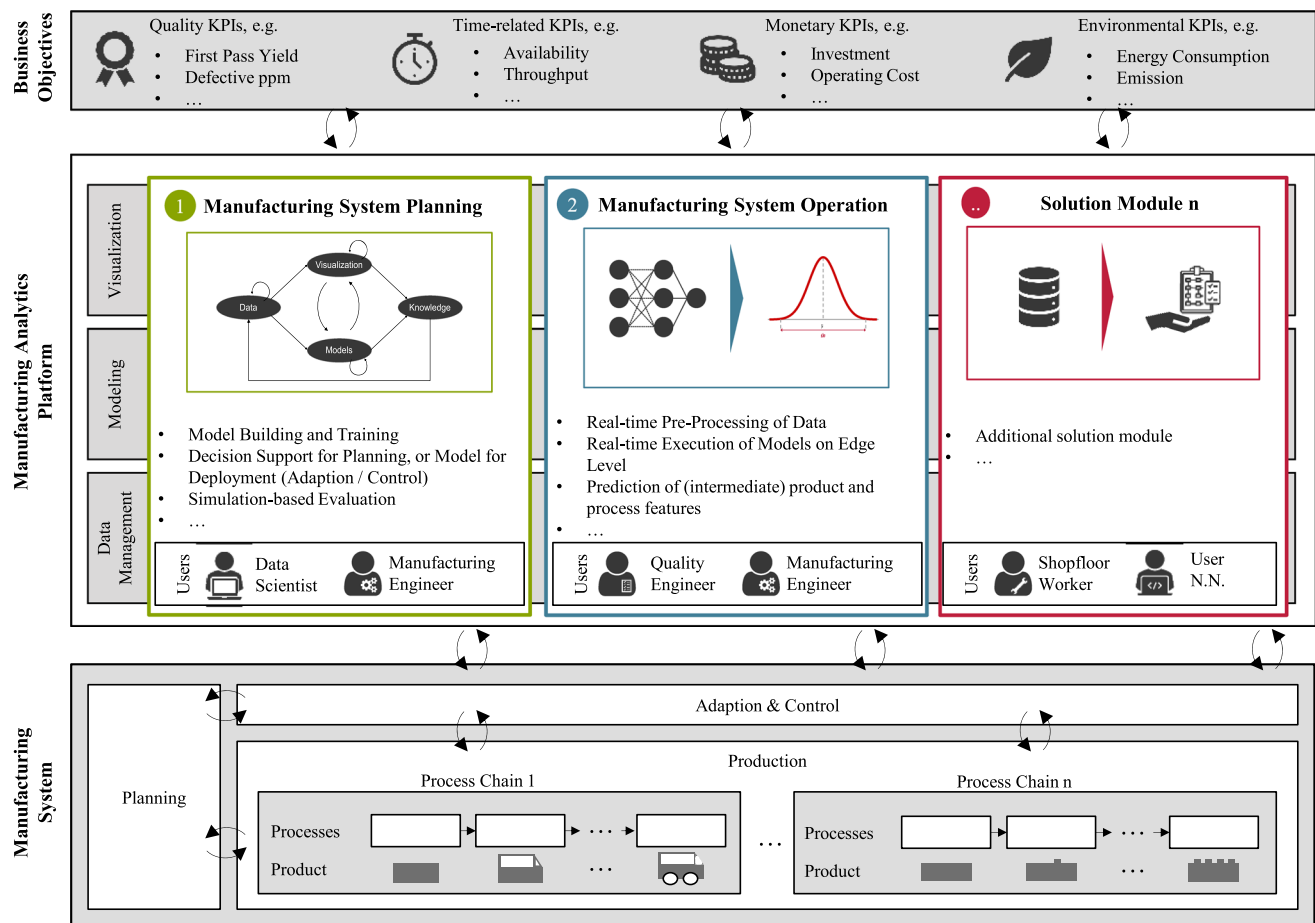 Business
Objectives
Quality KPIs, e.g.
• First Pass Yield
• Defective ppm
• …
Time-related KPIs, e.g.
• Availability
• Throughput
• …
Monetary KPIs, e.g.
• Investment
• Operating Cost
• …
Environmental KPIs, e.g.
• Energy Consumption
• Emission
• …
Manufacturing Analytics
Platform
Visualization
Modeling
Data
Management
1 Manufacturing System Planning
Visualization
Data
Knowledge
Models
• Model Building and Training
• Decision Support for Planning, or Model for
Deployment (Adaption / Control)
• Simulation-based Evaluation
• …
Users
Data
Scientist
Manufacturing
Engineer
2 Manufacturing System Operation
• Real-time Pre-Processing of Data
• Real-time Execution of Models on Edge
Level
• Prediction of (intermediate) product and
process features
• …
Users
Quality
Engineer
Manufacturing
Engineer
.. Solution Module n
• Additional solution module
• …
Users
Shopfloor
Worker
User
N.N.
Manufacturing
System
Planning
Adaption & Control
Production
Process Chain 1
Processes
…
Product
…
…
Process Chain n
Processes
…
Product
…